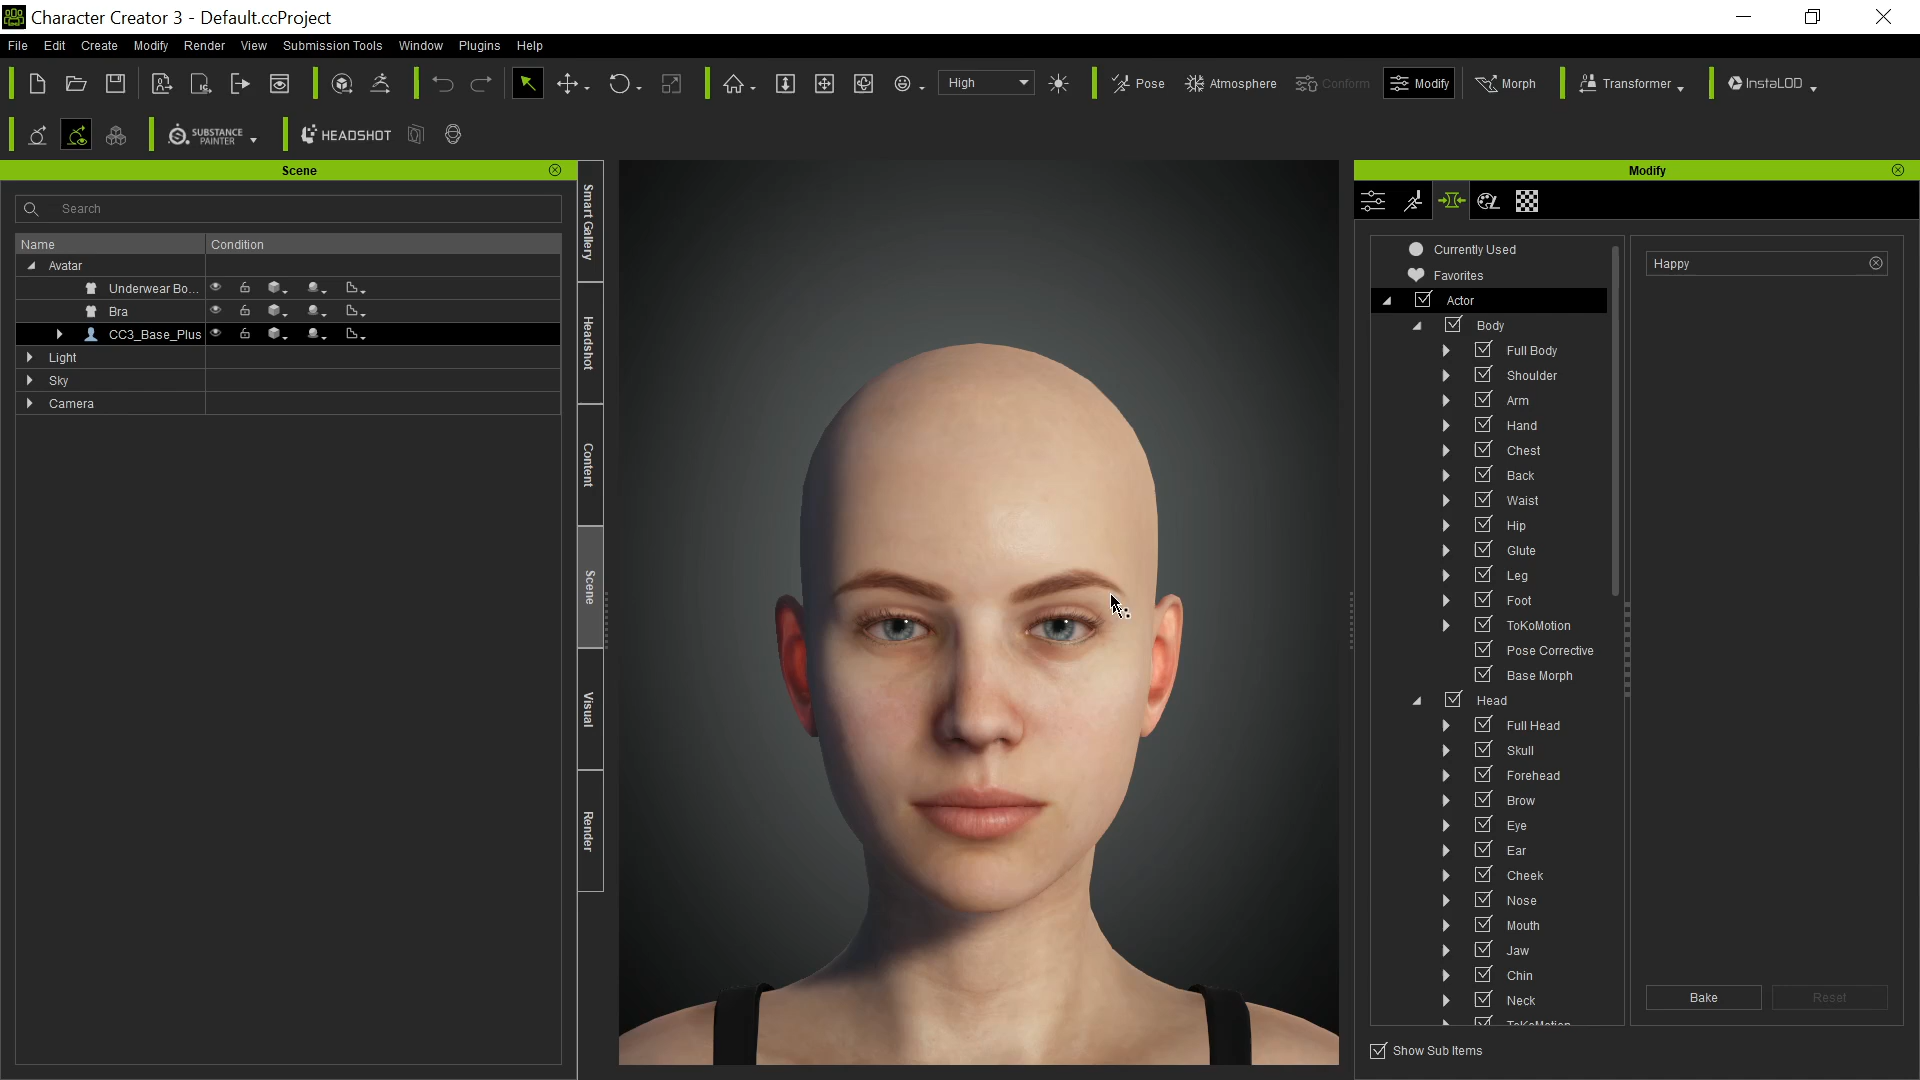 Character Creator 3 - Default.ccProject
File Edit Create Modify Render View Submission Tools Window Plugins Help
High Pose Atmosphere Conform Modify Morph Transformer InstaLOD
SUBSTANCE PAINTER HEADSHOT
Scene
Search
Name Condition
Avatar
Underwear Bo...
Bra
CC3_Base_Plus
Light
Sky
Camera
Smart Gallery
Headshot
Content
Scene
Visual
Render
Modify
Currently Used
Favorites
Actor
Body
Full Body
Shoulder
Arm
Hand
Chest
Back
Waist
Hip
Glute
Leg
Foot
ToKoMotion
Pose Corrective
Base Morph
Head
Full Head
Skull
Forehead
Brow
Eye
Ear
Cheek
Nose
Mouth
Jaw
Chin
Neck
ToKoMotion
Show Sub Items
Happy
Bake Reset